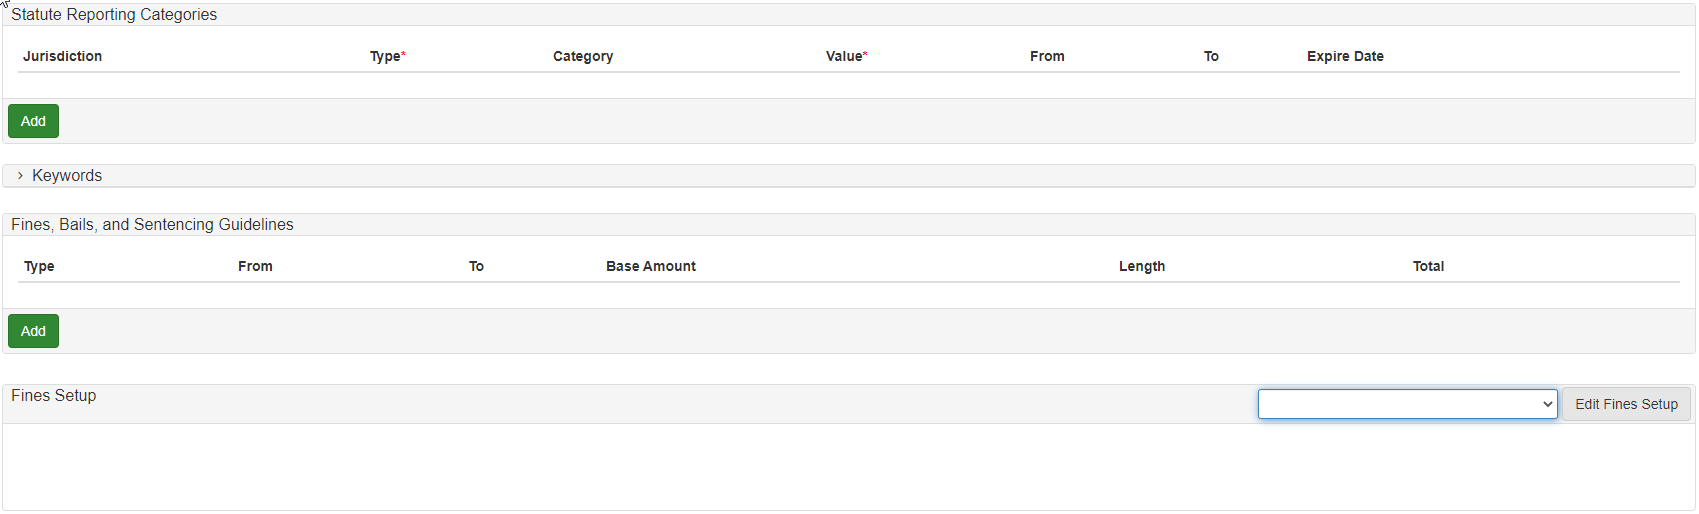 Statute Reporting Categories
Jurisdiction Type* Category Value* From To Expire Date
Add
Keywords
Fines, Bails, and Sentencing Guidelines
Type From To Base Amount Length Total
Add
Fines Setup Edit Fines Setup